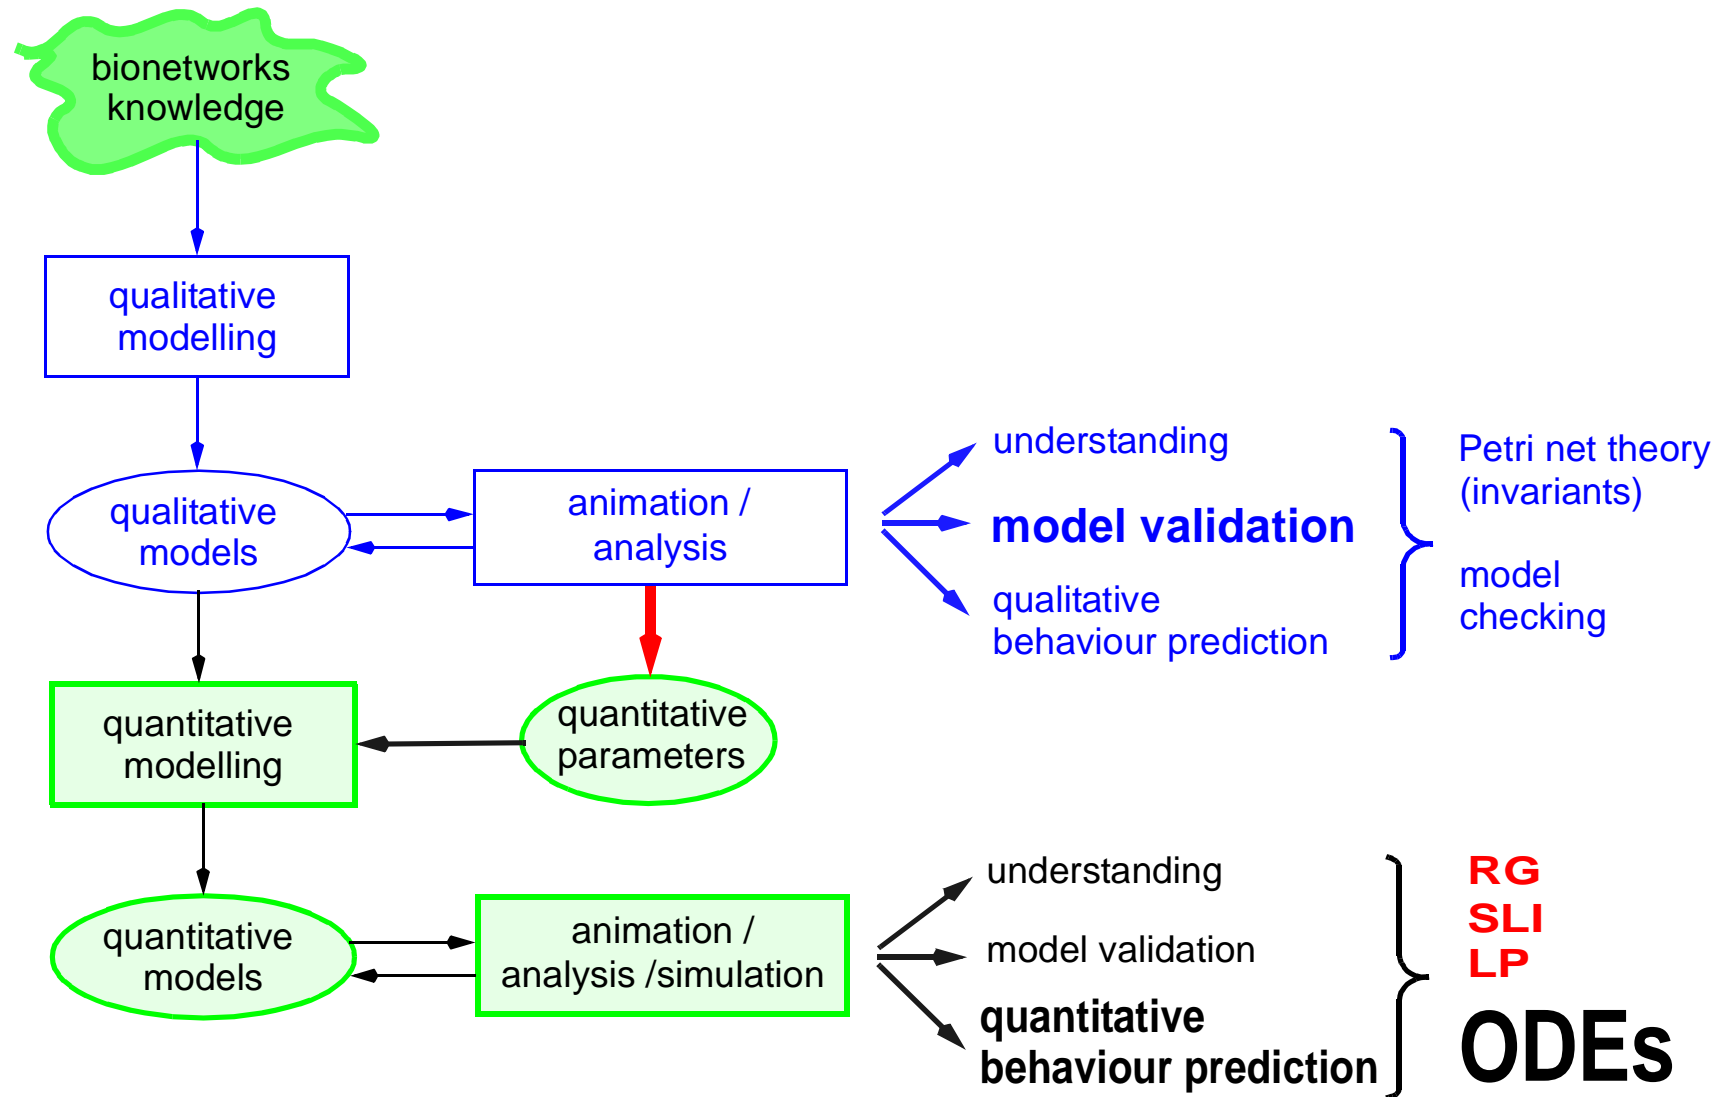 bionetworks
knowledge
qualitative
modelling
qualitative
models
animation /
analysis
understanding
model validation
qualitative
behaviour prediction
Petri net theory
(invariants)
model
checking
quantitative
modelling
quantitative
parameters
quantitative
models
animation /
analysis /simulation
understanding
model validation
quantitative
behaviour prediction
RG
SLI
LP
ODEs